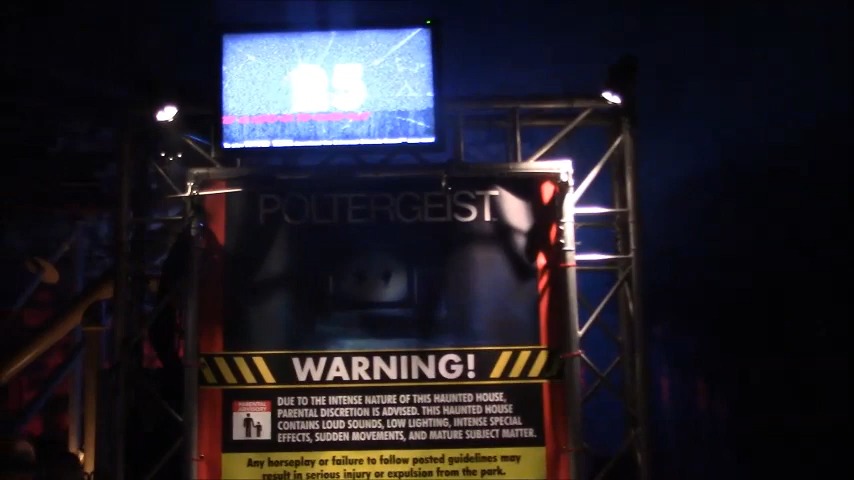 25
POLTERGEIST
WARNING!
PARENTAL
ADVISORY
DUE TO THE INTENSE NATURE OF THIS HAUNTED HOUSE,
PARENTAL DISCRETION IS ADVISED. THIS HAUNTED HOUSE
CONTAINS LOUD SOUNDS, LOW LIGHTING, INTENSE SPECIAL
EFFECTS, SUDDEN MOVEMENTS, AND MATURE SUBJECT MATTER.
Any horseplay or failure to follow posted guidelines may
result in serious injury or expulsion from the park.